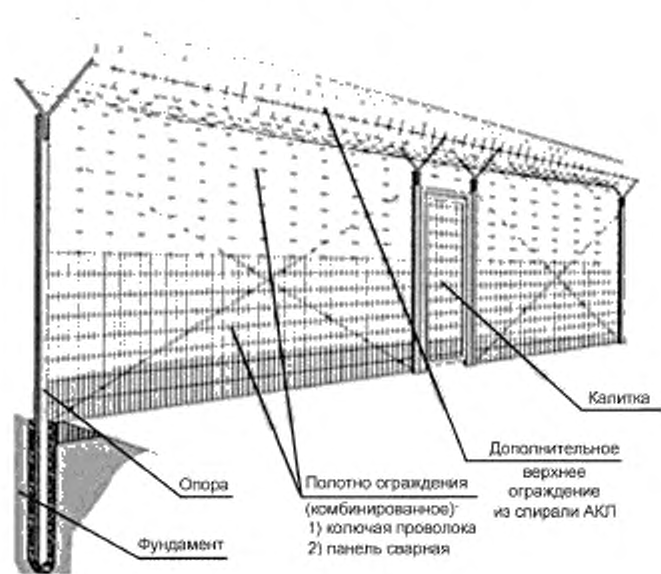 Калитка
Дополнительное
верхнее
ограждение
из спирали АКЛ
Опора
Полотно ограждения
(комбинированное):
1) колючая проволока
2) панель сварная
Фундамент